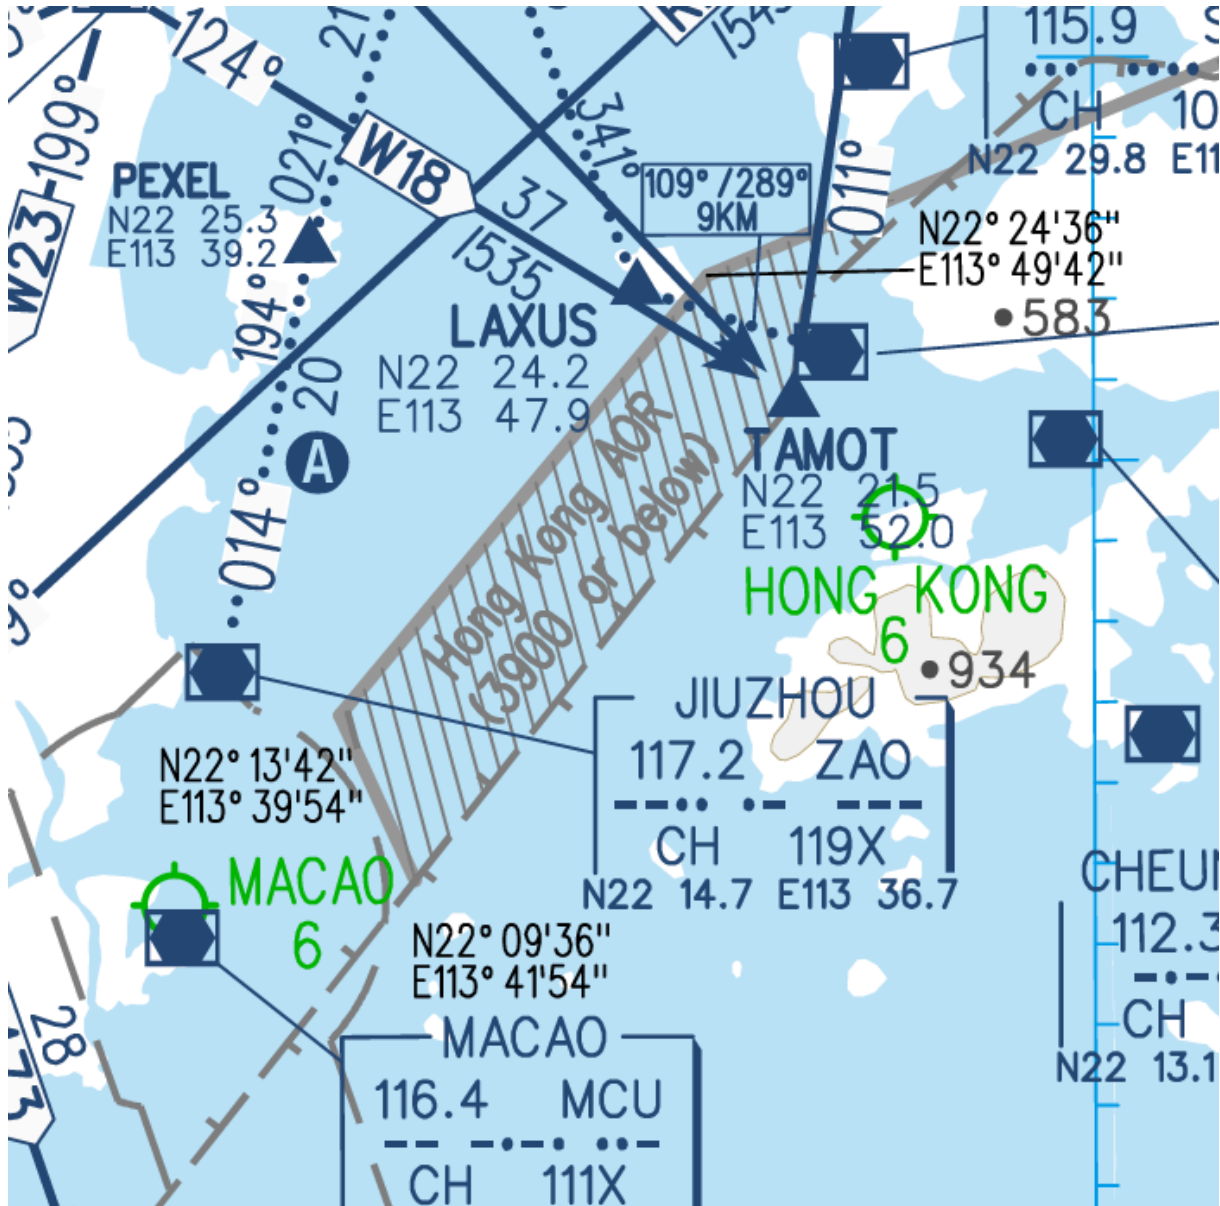 124°
21
115.9
CH 10
N22 29.8 E11
W23
199°
PEXEL
N22 25.3
E113 39.2
021°
W18
341°
37
1535
1545
109°/289°
9KM
011°
N22° 24'36"
E113° 49'42"
583
LAXUS
N22 24.2
E113 47.9
194°
20
A
014°
Hong Kong AOR
(3900 or below)
TAMOT
N22 21.5
E113 52.0
HONG KONG
6
934
JIUZHOU
117.2 ZAO
CH 119X
N22 14.7 E113 36.7
N22° 13'42"
E113° 39'54"
MACAO
6
N22° 09'36"
E113° 41'54"
MACAO
116.4 MCU
CH 111X
28
CHEUN
112.3
CH
N22 13.1